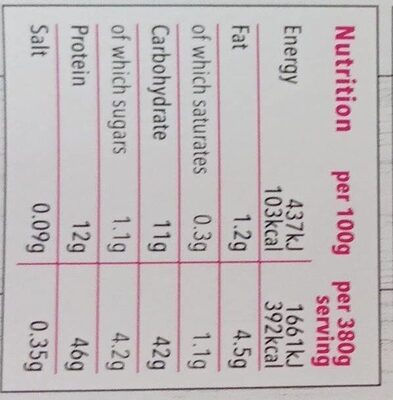 Nutrition per 100g per 380g serving
Energy 437kJ 1661kJ
103kcal 392kcal
Fat 1.2g 4.5g
of which saturates 0.3g 1.1g
Carbohydrate 11g 42g
of which sugars 1.1g 4.2g
Protein 12g 46g
Salt 0.09g 0.35g